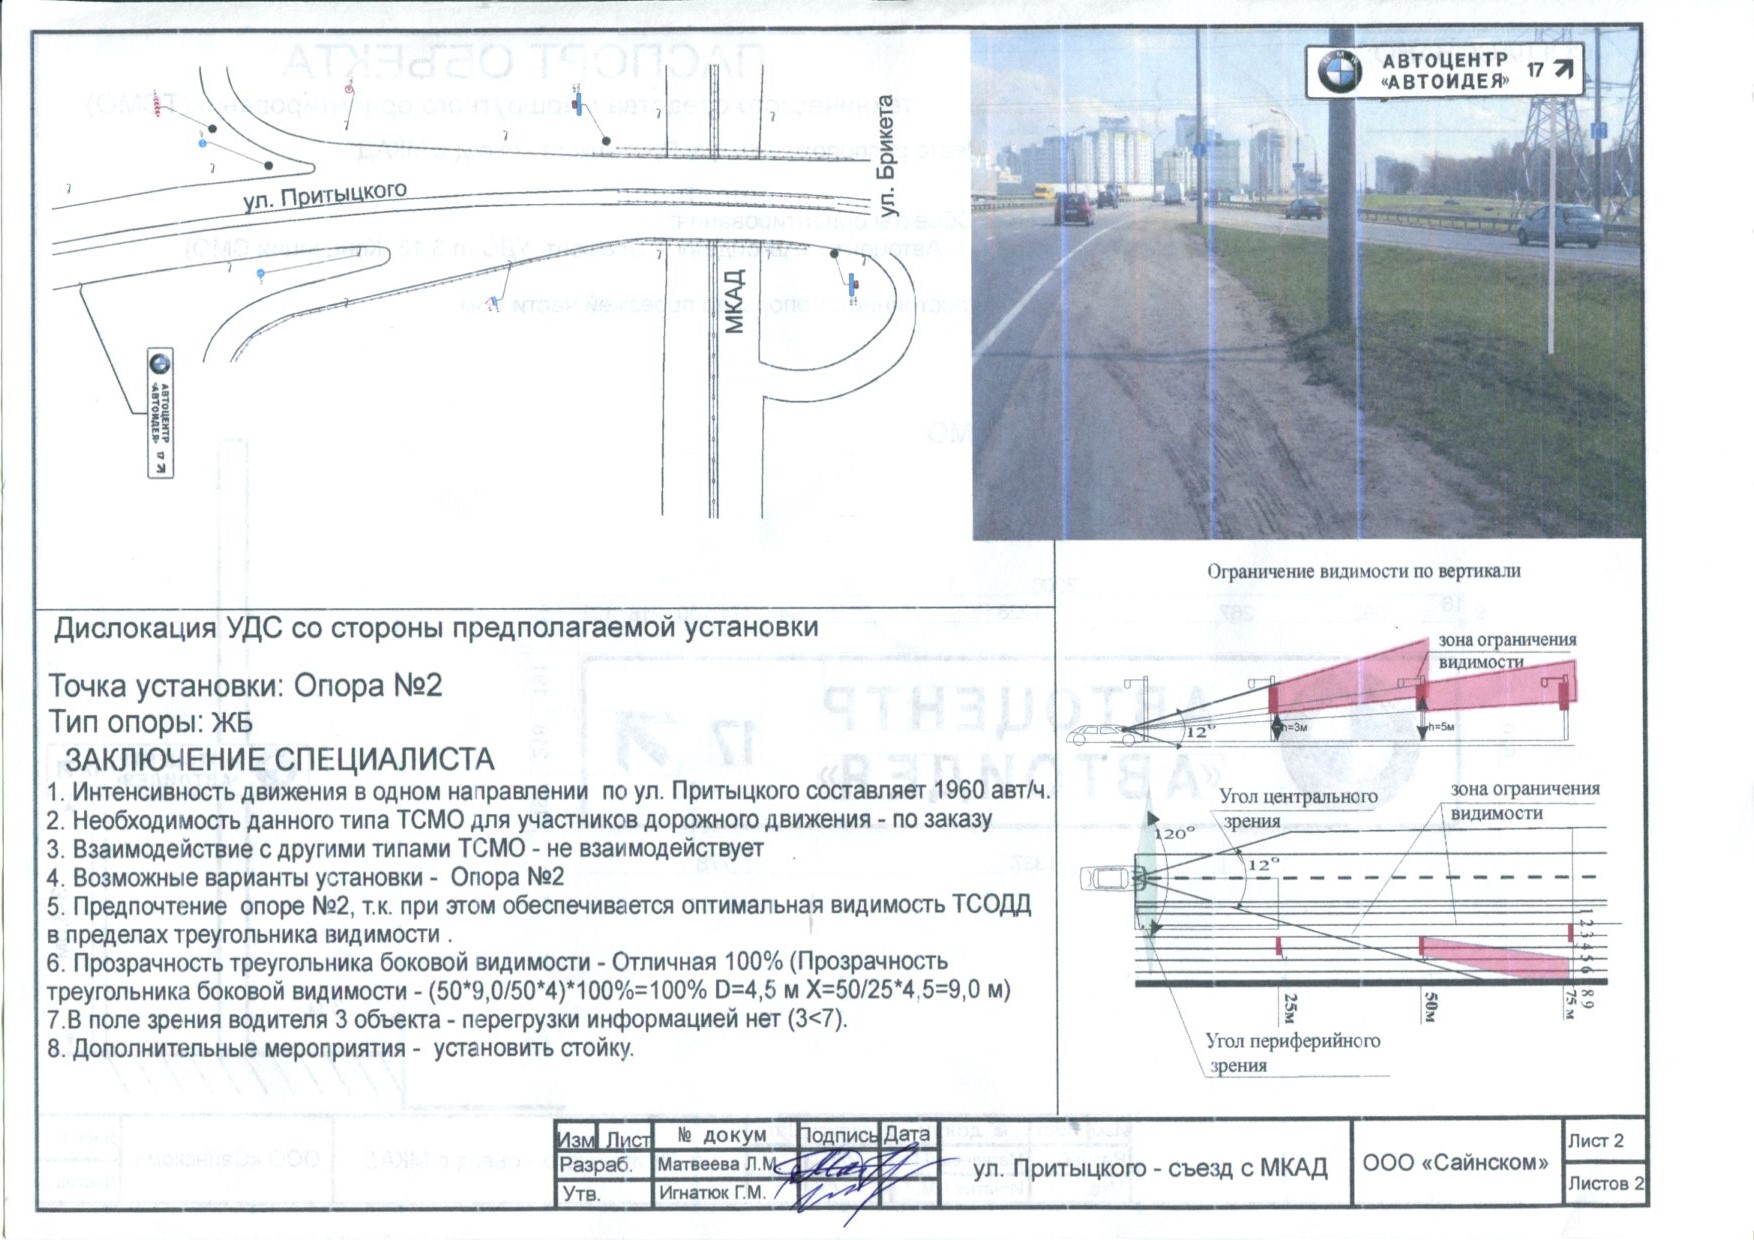 ул. Притыцкого
ул. Брикета
МКАД
АВТОЦЕНТР
«АВТОИДЕЯ» 17
АВТОЦЕНТР
«АВТОИДЕЯ» 17
Дислокация УДС со стороны предполагаемой установки
Точка установки: Опора №2
Тип опоры: ЖБ
ЗАКЛЮЧЕНИЕ СПЕЦИАЛИСТА
1. Интенсивность движения в одном направлении по ул. Притыцкого составляет 1960 авт/ч.
2. Необходимость данного типа ТСМО для участников дорожного движения - по заказу
3. Взаимодействие с другими типами ТСМО - не взаимодействует
4. Возможные варианты установки - Опора №2
5. Предпочтение опоре №2, т.к. при этом обеспечивается оптимальная видимость ТСОДД
в пределах треугольника видимости .
6. Прозрачность треугольника боковой видимости - Отличная 100% (Прозрачность
треугольника боковой видимости - (50*9,0/50*4)*100%=100% D=4,5 м X=50/25*4,5=9,0 м)
7.В поле зрения водителя 3 объекта - перегрузки информацией нет (3<7).
8. Дополнительные мероприятия - установить стойку.
Ограничение видимости по вертикали
зона ограничения
видимости
12°
h=3м
h=5м
Угол центрального
зрения
зона ограничения
видимости
120°
12°
1 2 3 4 5 6 8 9
25м
50м
75м
Угол периферийного
зрения
Изм Лист № докум Подпись Дата
Разраб. Матвеева Л.М.
Утв. Игнатюк Г.М.
ул. Притыцкого - съезд с МКАД
ООО «Сайнском»
Лист 2
Листов 2